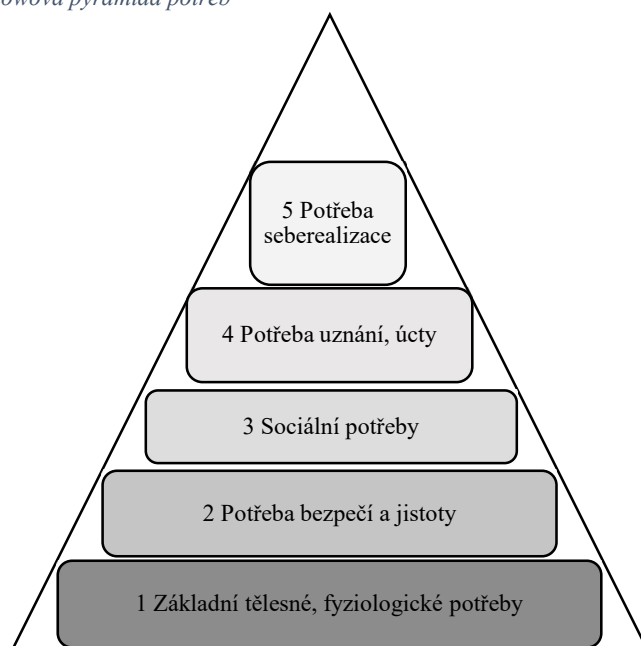 pyramida potřeb
5 Potřeba
seberealizace
4 Potřeba uznání, úcty
3 Sociální potřeby
2 Potřeba bezpečí a jistoty
1 Základní tělesné, fyziologické potřeby